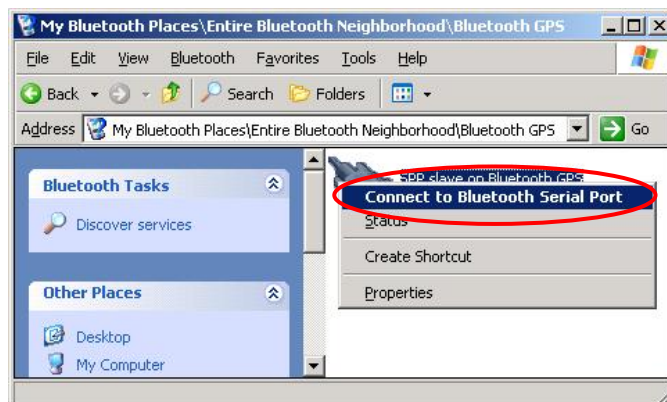 My Bluetooth Places\Entire Bluetooth Neighborhood\Bluetooth GPS
File Edit View Bluetooth Favorites Tools Help
Back Search Folders
Address My Bluetooth Places\Entire Bluetooth Neighborhood\Bluetooth GPS Go
Bluetooth Tasks
Discover services
Other Places
Desktop
My Computer
SPP slave on Bluetooth GPS
Connect to Bluetooth Serial Port
Status
Create Shortcut
Properties